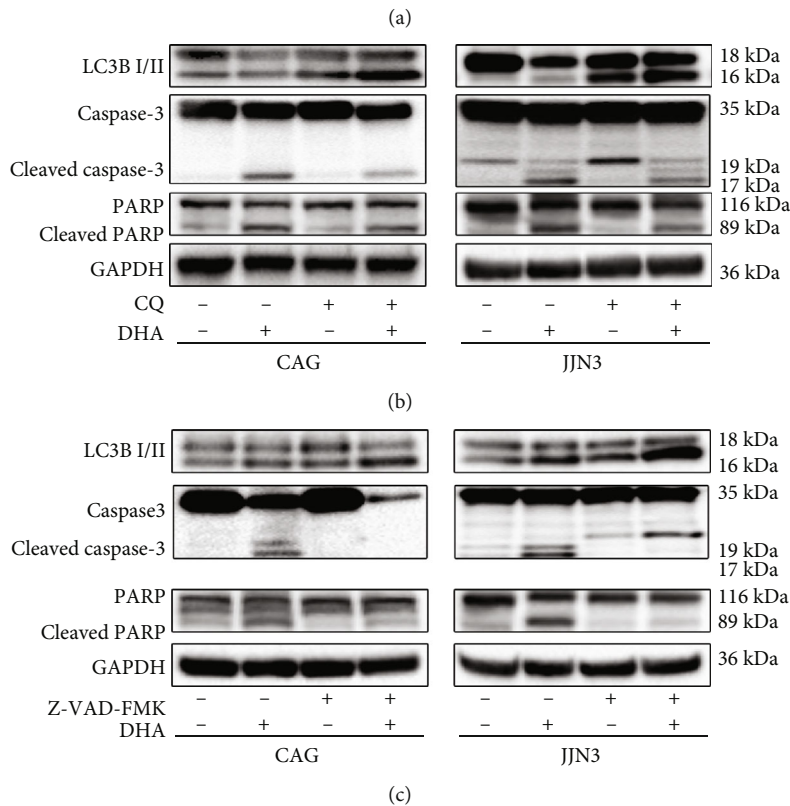 (a)
LC3B I/II 18 kDa
16 kDa
Caspase-3 35 kDa
Cleaved caspase-3 19 kDa
17 kDa
PARP 116 kDa
Cleaved PARP 89 kDa
GAPDH 36 kDa
CQ – – + + – – + +
DHA – + – + – + – +
CAG JJN3
(b)
LC3B I/II 18 kDa
16 kDa
Caspase3 35 kDa
Cleaved caspase-3 19 kDa
17 kDa
PARP 116 kDa
Cleaved PARP 89 kDa
GAPDH 36 kDa
Z-VAD-FMK – – + + – – + +
DHA – + – + – + – +
CAG JJN3
(c)